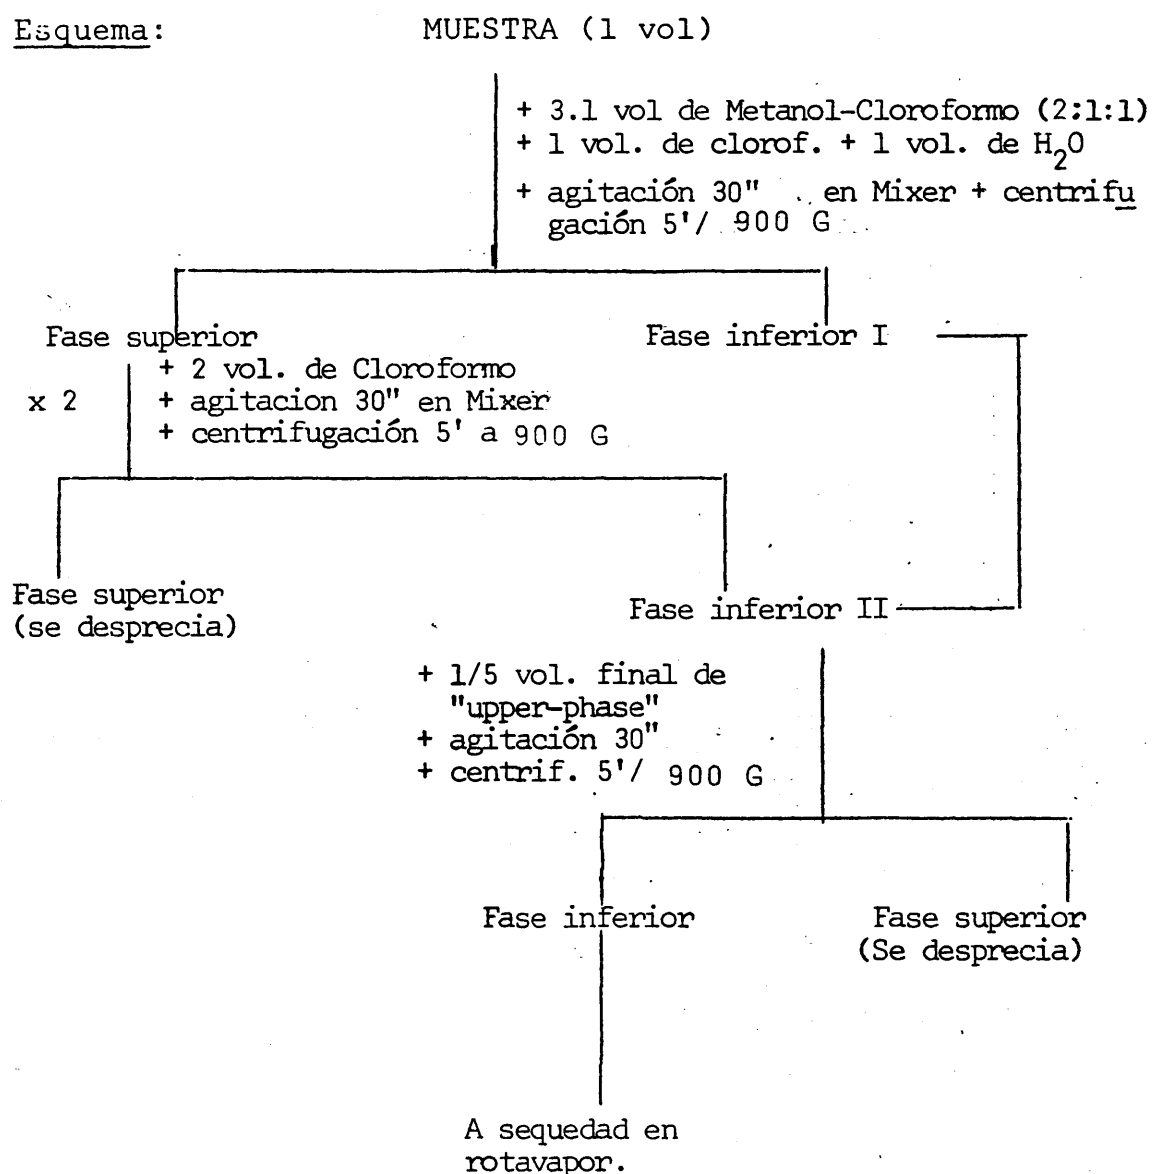 Esquema: MUESTRA (1 vol)
+ 3.1 vol de Metanol-Cloroformo (2:1:1)
+ 1 vol. de clorof. + 1 vol. de H2O
+ agitación 30" en Mixer + centrifu
gación 5'/ 900 G
Fase superior Fase inferior I
+ 2 vol. de Cloroformo
x 2 + agitacion 30" en Mixer
+ centrifugación 5' a 900 G
Fase superior
(se desprecia)
Fase inferior II
+ 1/5 vol. final de
"upper-phase"
+ agitación 30"
+ centrif. 5'/ 900 G
Fase inferior Fase superior
(Se desprecia)
A sequedad en
rotavapor.